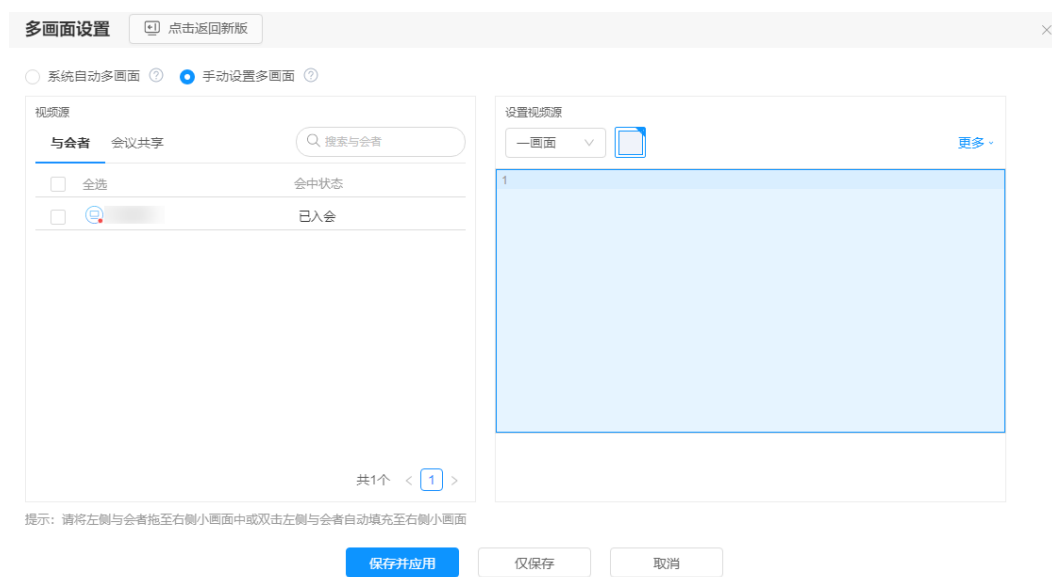 多画面设置 点击返回新版
系统自动多画面 手动设置多画面
视频源
与会者 会议共享 搜索与会者
全选 会中状态
已入会
共1个 < 1 >
设置视频源
一画面 更多
1
提示：请将左侧与会者拖至右侧小画面中或双击左侧与会者自动填充至右侧小画面
保存并应用 仅保存 取消